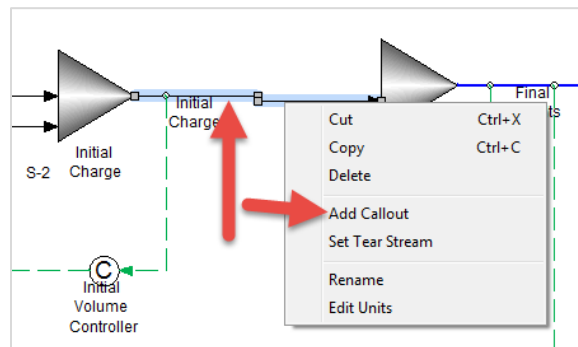 Initial
Charge
Final
ts
Initial
Charge
S-2
Cut Ctrl+X
Copy Ctrl+C
Delete
Add Callout
Set Tear Stream
Rename
Edit Units
C
Initial
Volume
Controller